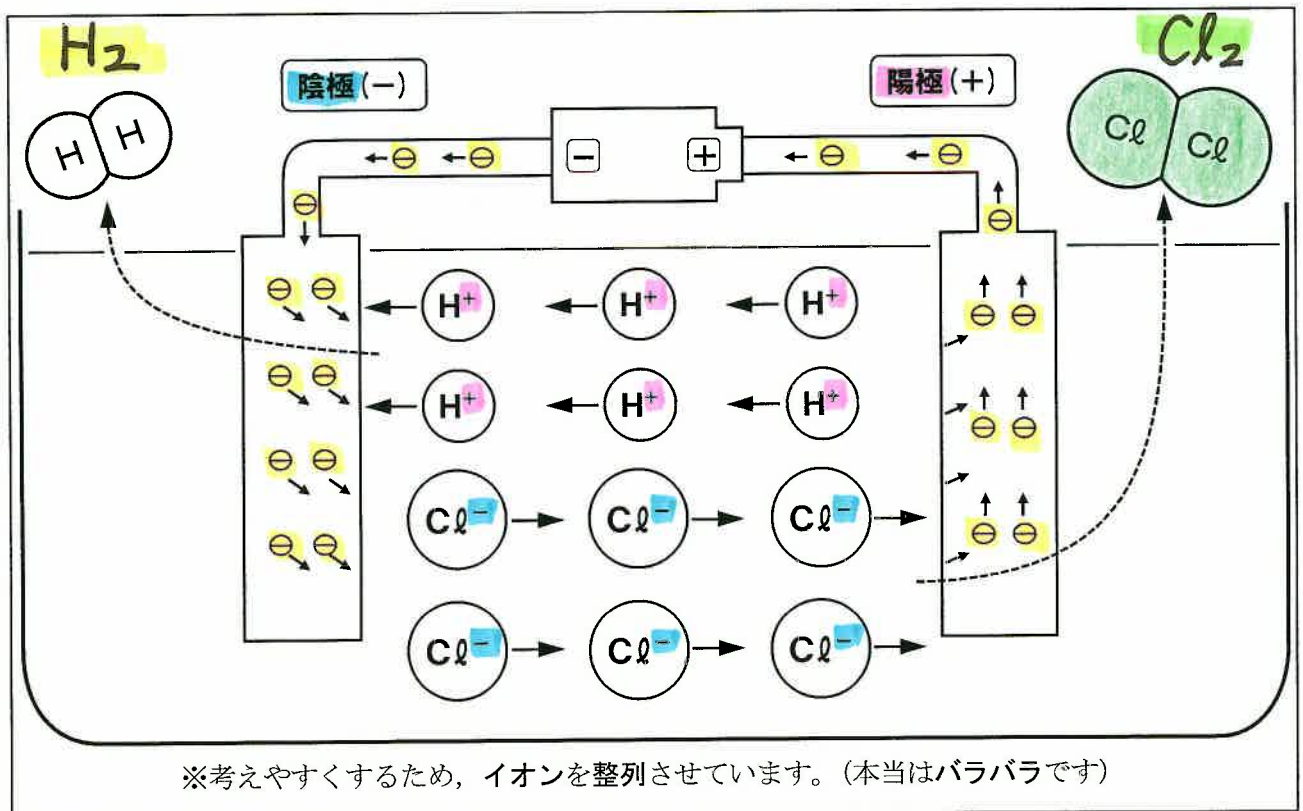 H₂
Cl₂
陰極(−)
陽極(+)
H H
Cl Cl
⊖ ⊖ − + ⊖ ⊖
⊖ ⊖
⊖ ⊖ H⁺ H⁺ H⁺ ⊖ ⊖
⊖ ⊖ H⁺ H⁺ H⁺ ⊖ ⊖
⊖ ⊖ Cℓ⁻ Cℓ⁻ Cℓ⁻ ⊖ ⊖
⊖ ⊖
Cℓ⁻ Cℓ⁻ Cℓ⁻
※考えやすくするため，イオンを整列させています。（本当はバラバラです）